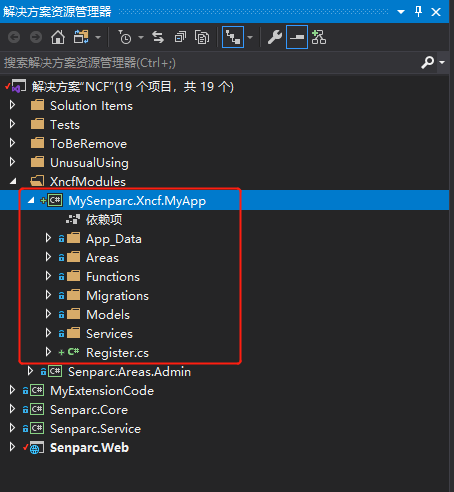 解决方案资源管理器
搜索解决方案资源管理器(Ctrl+;)
解决方案"NCF"(19 个项目，共 19 个)
Solution Items
Tests
ToBeRemove
UnusualUsing
XncfModules
MySenparc.Xncf.MyApp
依赖项
App_Data
Areas
Functions
Migrations
Models
Services
C# Register.cs
C# Senparc.Areas.Admin
C# MyExtensionCode
C# Senparc.Core
C# Senparc.Service
Senparc.Web